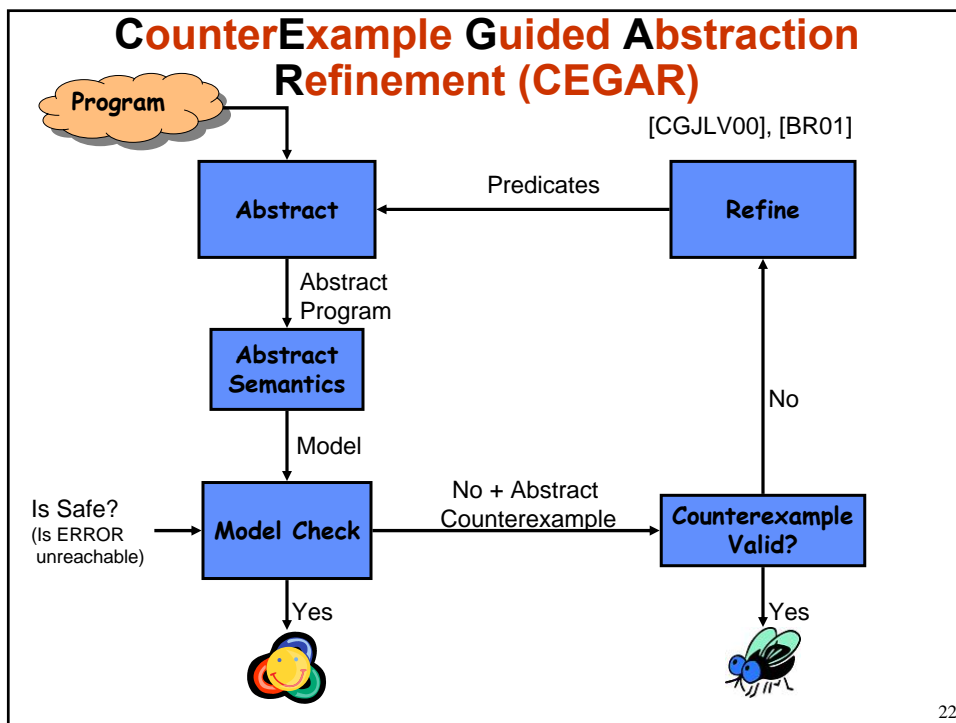 CounterExample Guided Abstraction
Refinement (CEGAR)
Program
[CGJLV00], [BR01]
Abstract
Predicates
Refine
Abstract
Program
Abstract
Semantics
No
Model
Is Safe?
(Is ERROR
unreachable)
Model Check
No + Abstract
Counterexample
Counterexample
Valid?
Yes
Yes
22